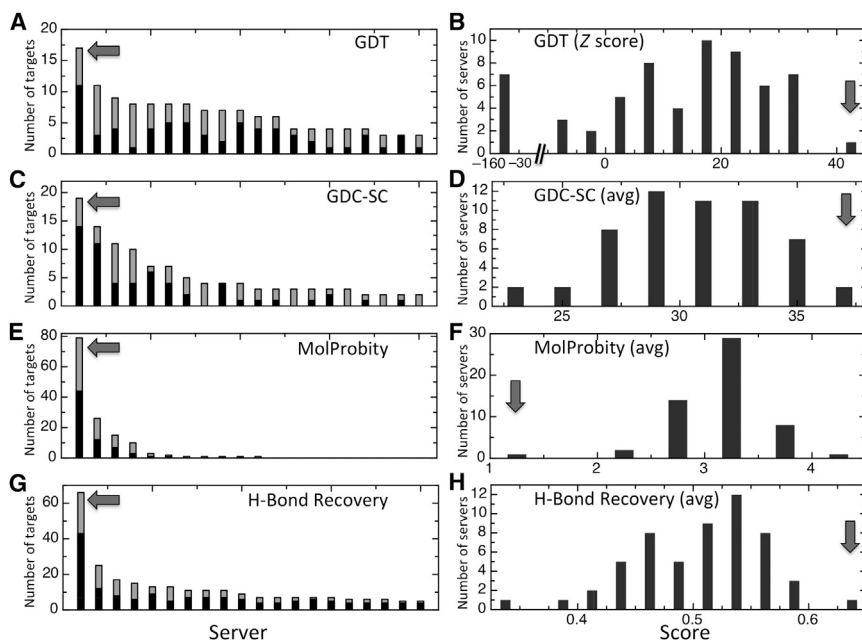 A
GDT
Number of targets
20
15
10
5
0
B
GDT (Z score)
Number of servers
10
8
6
4
2
0
−160 −30 0 20 40
C
GDC-SC
Number of targets
20
15
10
5
0
D
GDC-SC (avg)
Number of servers
12
10
8
6
4
2
0
25 30 35
E
MolProbity
Number of targets
80
60
40
20
0
F
MolProbity (avg)
Number of servers
30
20
10
0
1 2 3 4
G
H-Bond Recovery
Number of targets
60
40
20
0
Server
H
H-Bond Recovery (avg)
Number of servers
12
10
8
6
4
2
0
0.4 0.5 0.6
Score